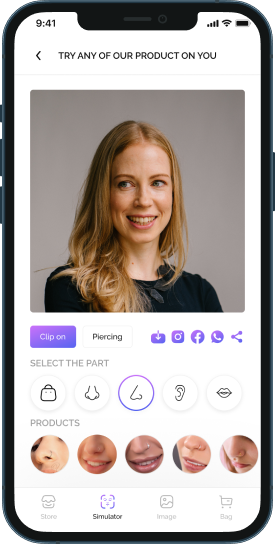 9:41
TRY ANY OF OUR PRODUCT ON YOU
Clip on Piercing
SELECT THE PART
PRODUCTS
Store Simulator Image Bag